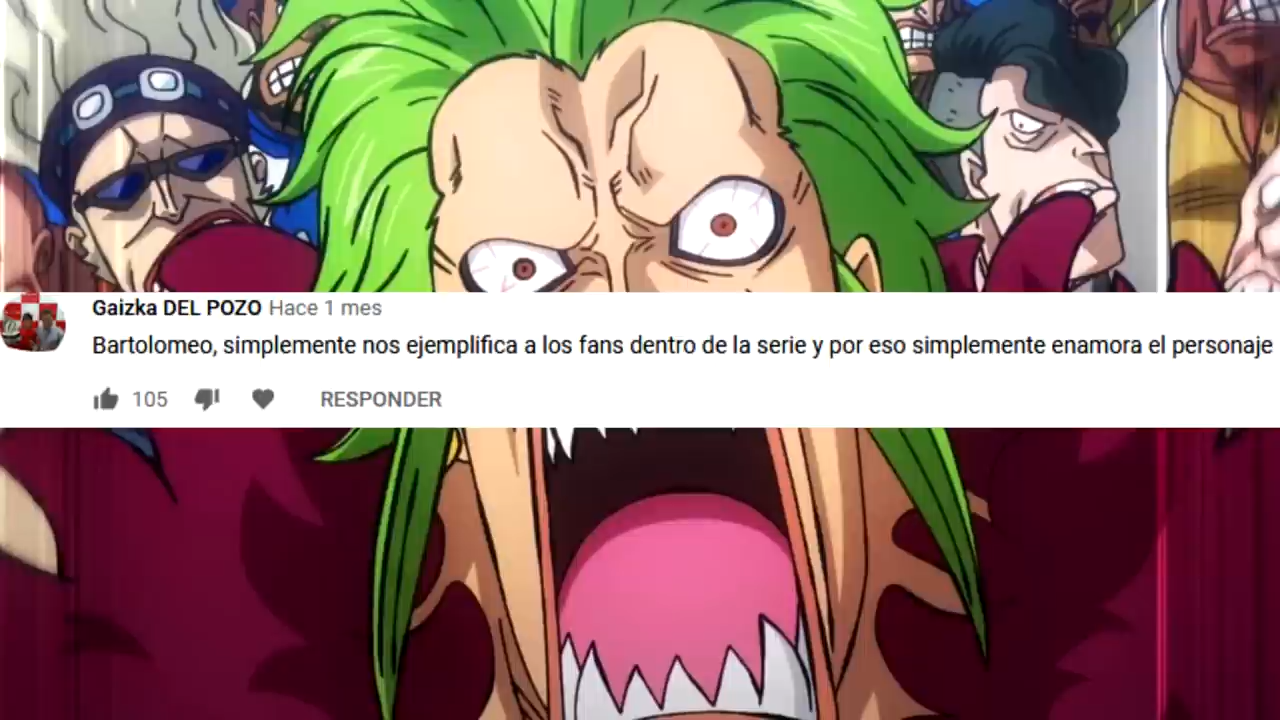 Gaizka DEL POZO Hace 1 mes
Bartolomeo, simplemente nos ejemplifica a los fans dentro de la serie y por eso simplemente enamora el personaje
105 RESPONDER